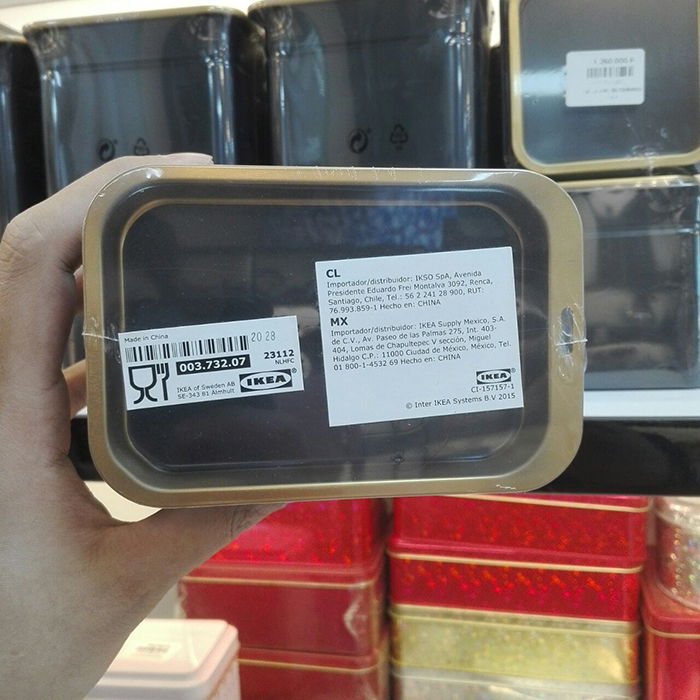 1.360.000 ₣
Made in China
20 28
003.732.07
23112
NLHFC
IKEA of Sweden AB
SE-343 81 Älmhult
IKEA
CL
Importador/distribuidor: IKSO SpA, Avenida
Presidente Eduardo Frei Montalva 3092, Renca,
Santiago, Chile, Tel.: 56 2 241 28 900, RUT:
76.993.859-1 Hecho en: CHINA
MX
Importador/distribuidor: IKEA Supply Mexico, S.A.
de C.V., Av. Paseo de las Palmas 275, Int. 403-
404, Lomas de Chapultepec V sección, Miguel
Hidalgo C.P.: 11000 Ciudad de México, México, Tel.
01 800-1-4532 69 Hecho en: CHINA
IKEA
CI-157157-1
© Inter IKEA Systems B.V 2015